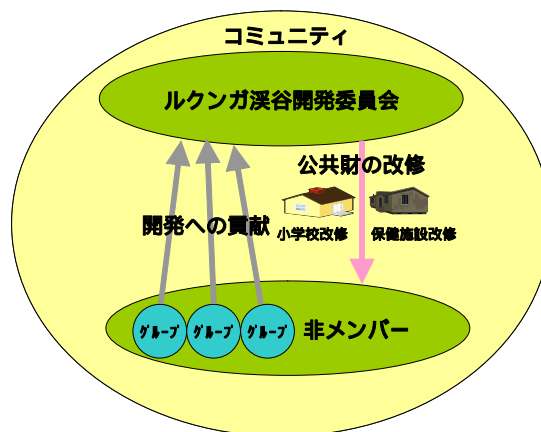 コミュニティ
ルクンガ渓谷開発委員会
公共財の改修
開発への貢献
小学校改修 保健施設改修
ｸﾞﾙｰﾌﾟ ｸﾞﾙｰﾌﾟ ｸﾞﾙｰﾌﾟ 非メンバー